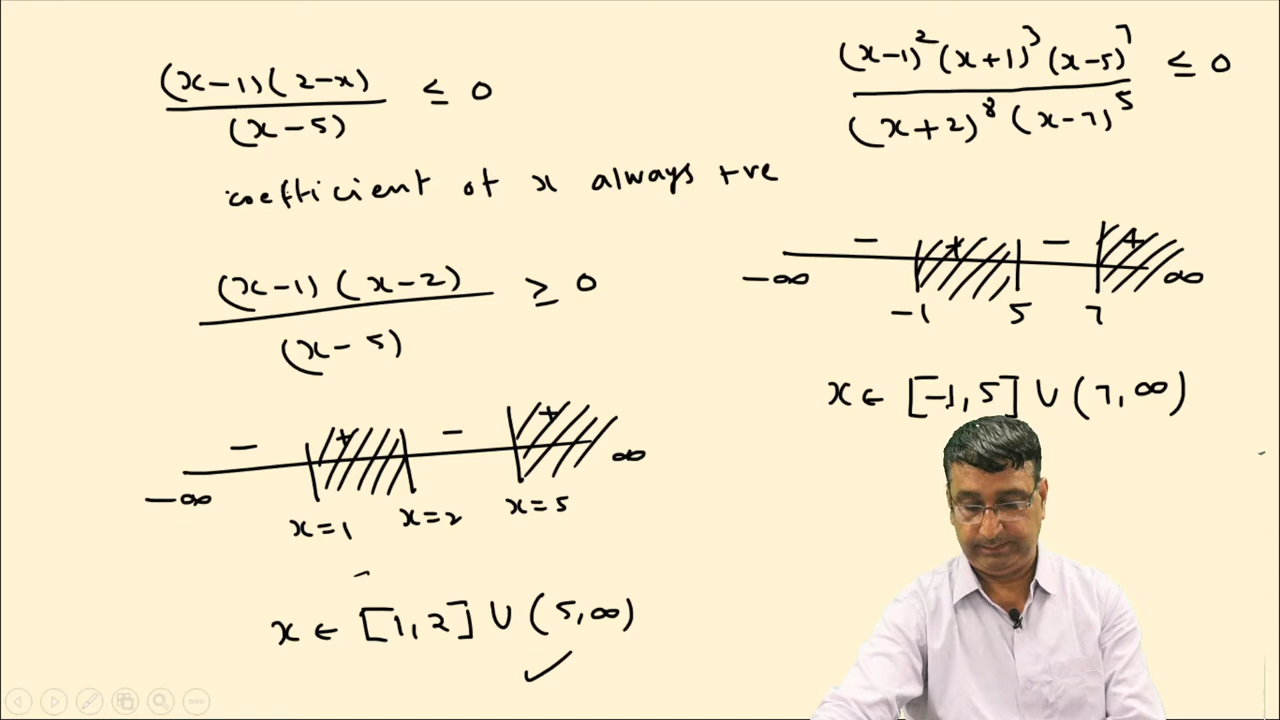 (x-1)(2-x) / (x-5) ≤ 0
coefficient of x always +ve
(x-1)(x-2) / (x-5) ≥ 0
- + - +
-∞ ∞
x=1 x=2 x=5
x ∈ [1,2] ∪ (5,∞)
(x-1)² (x+1)³ (x-5)⁷ / (x+2)⁸ (x-7)⁵ ≤ 0
- + - +
-∞ ∞
-1 5 7
x ∈ [-1,5] ∪ (7,∞)